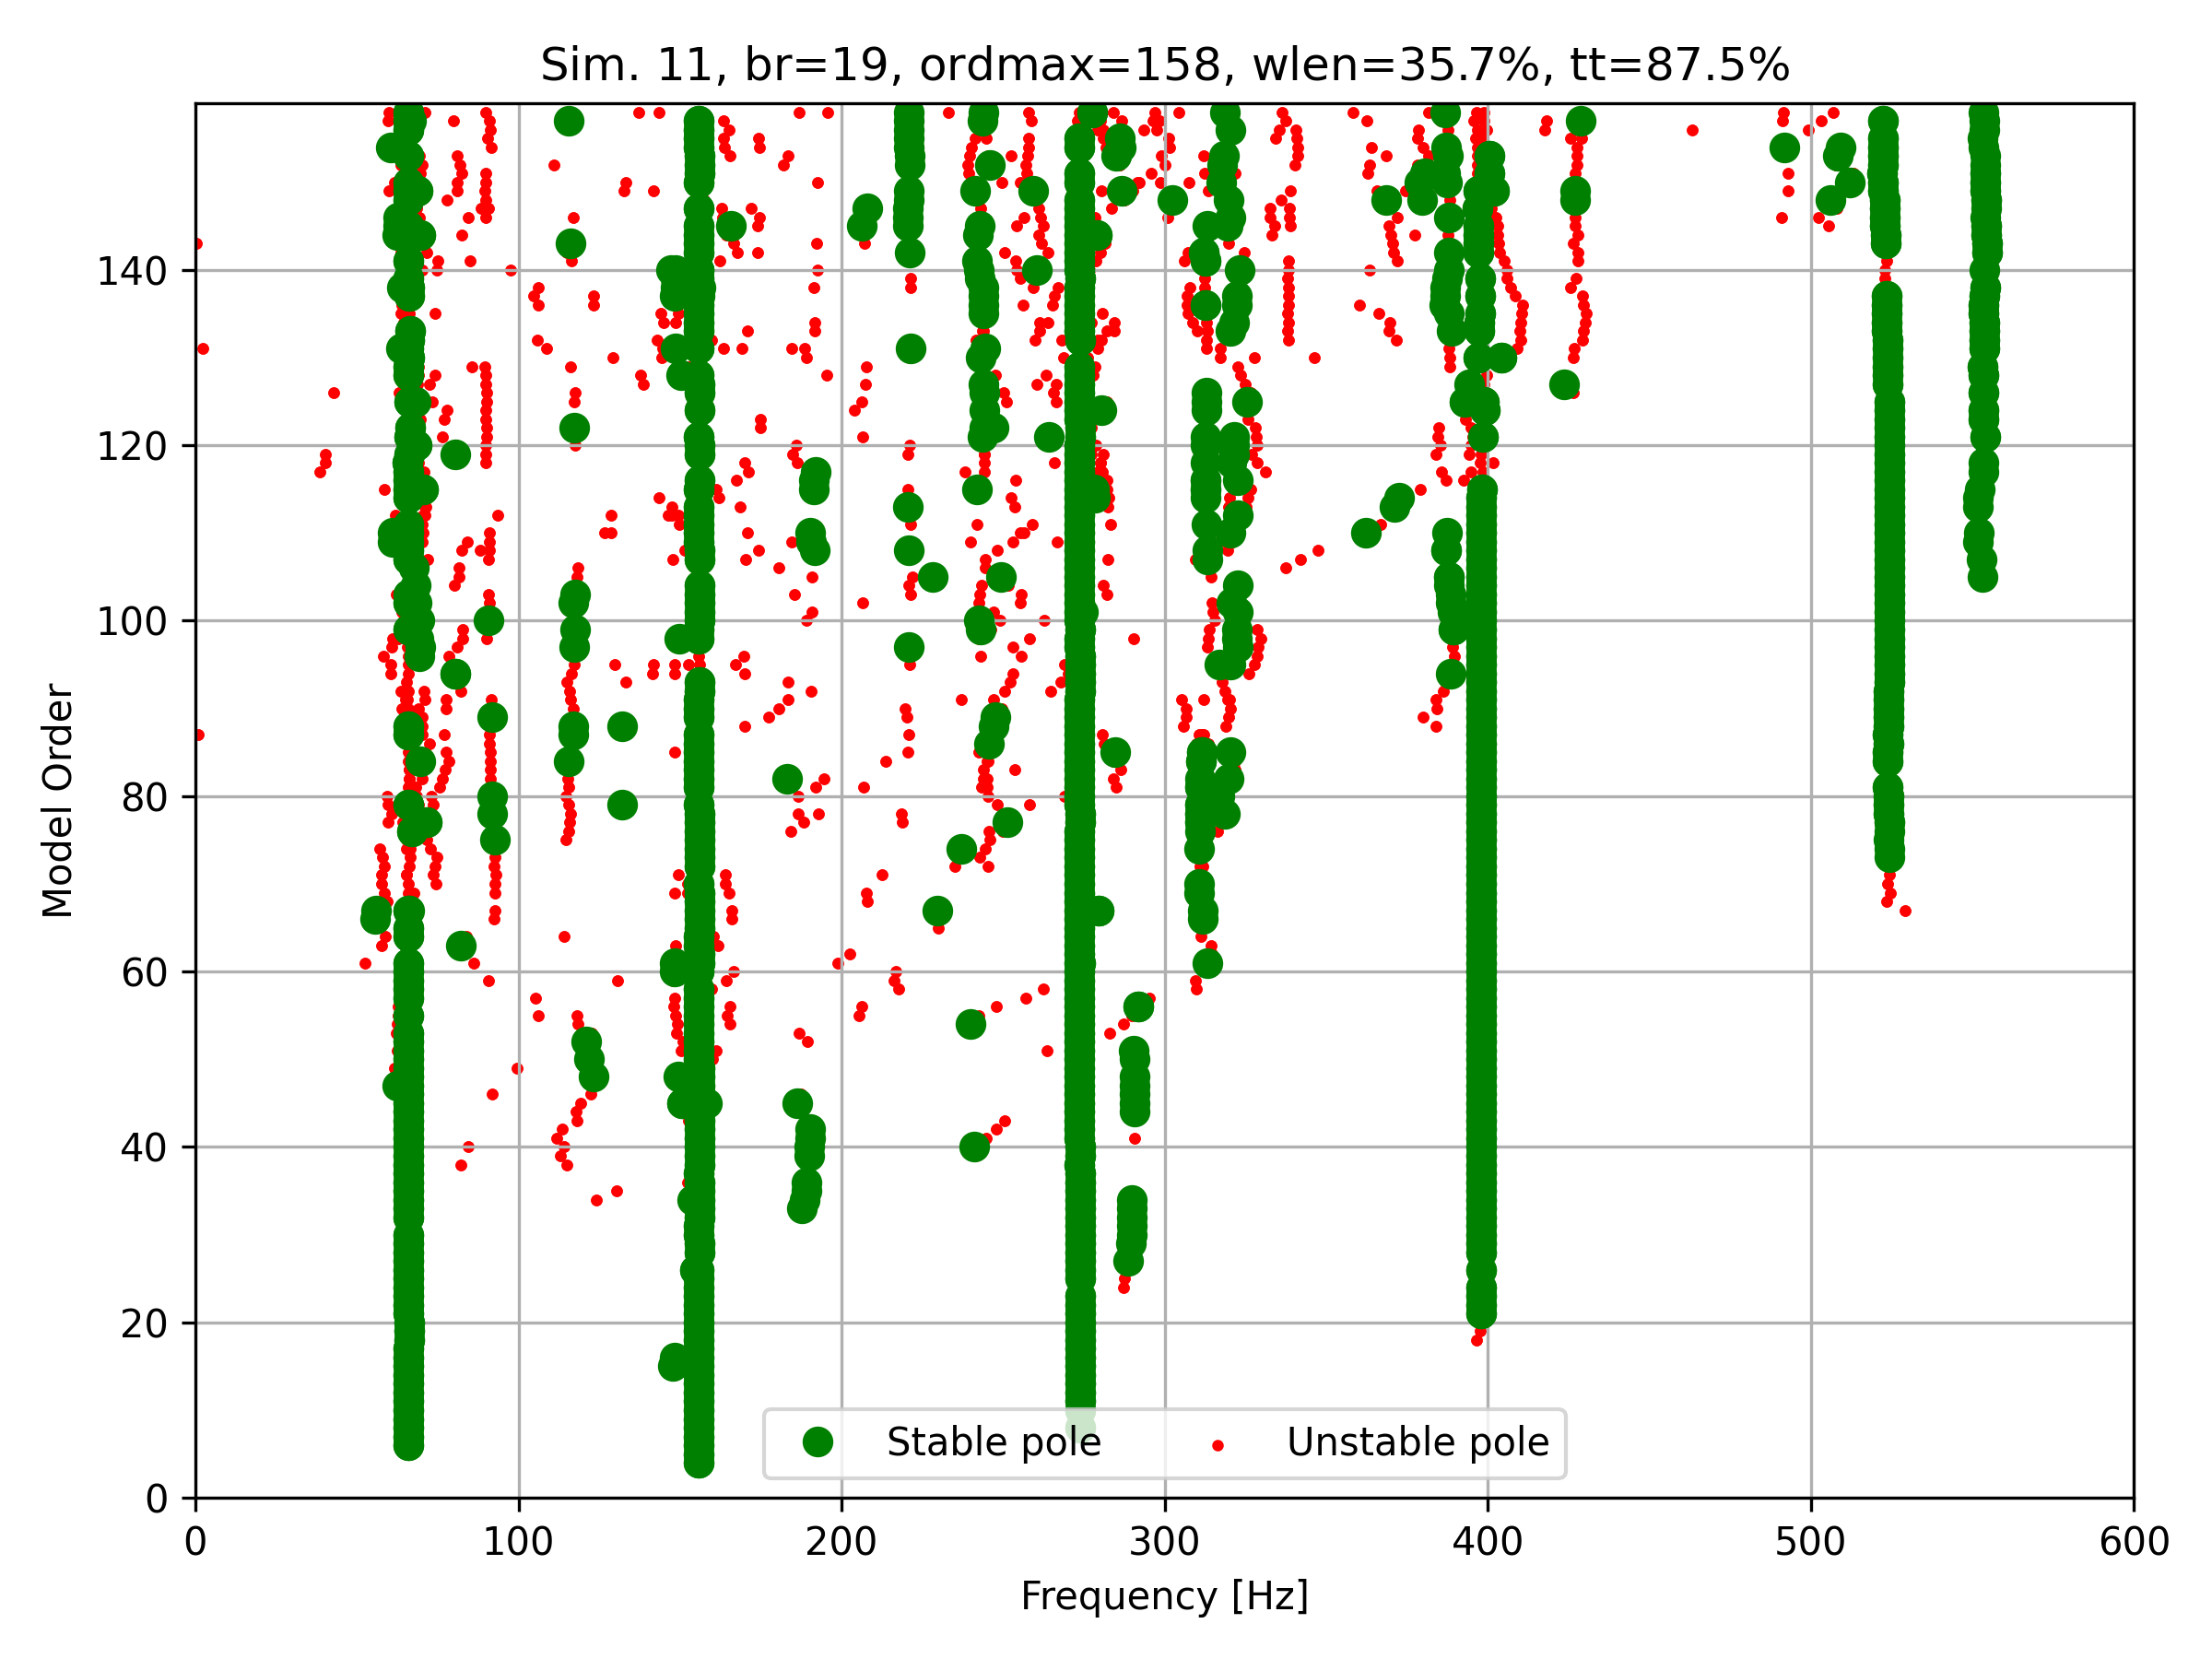 Sim. 11, br=19, ordmax=158, wlen=35.7%, tt=87.5%
Model Order
140
120
100
80
60
40
20
0
Stable pole Unstable pole
0 100 200 300 400 500 600
Frequency [Hz]